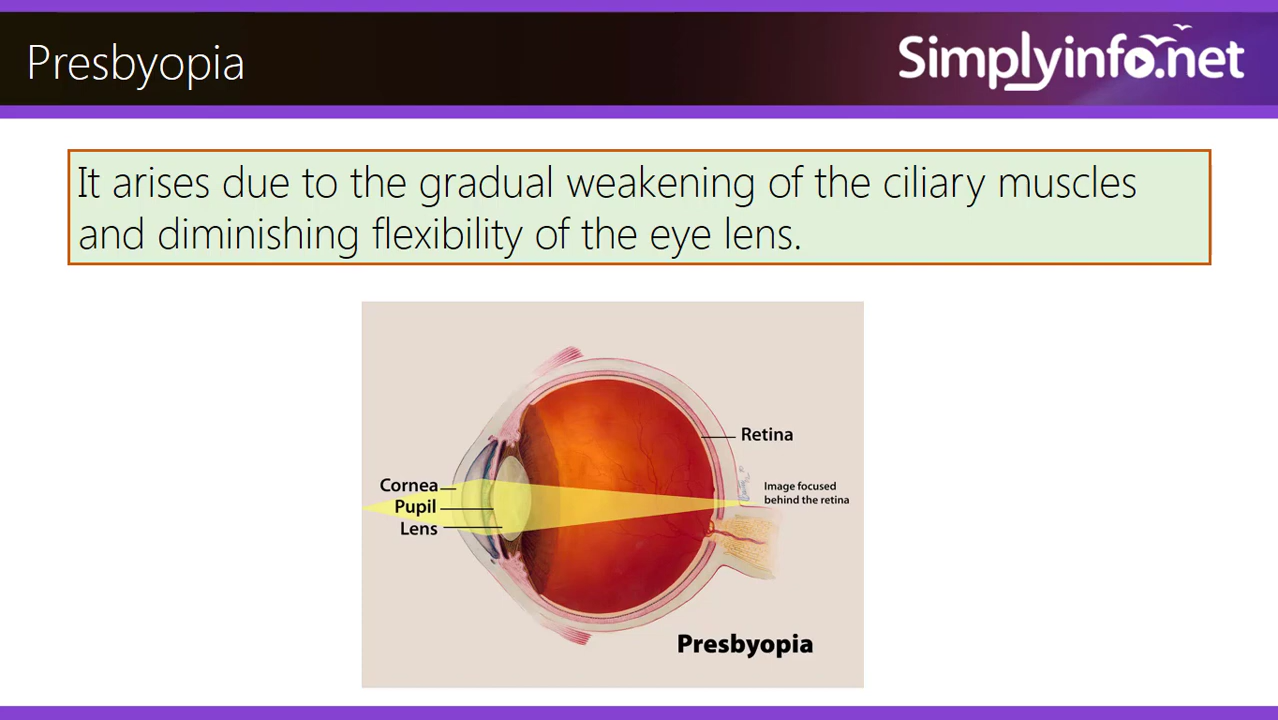 Presbyopia
Simplyinfo.net
It arises due to the gradual weakening of the ciliary muscles
and diminishing flexibility of the eye lens.
Retina
Cornea
Pupil
Lens
Image focused
behind the retina
Presbyopia